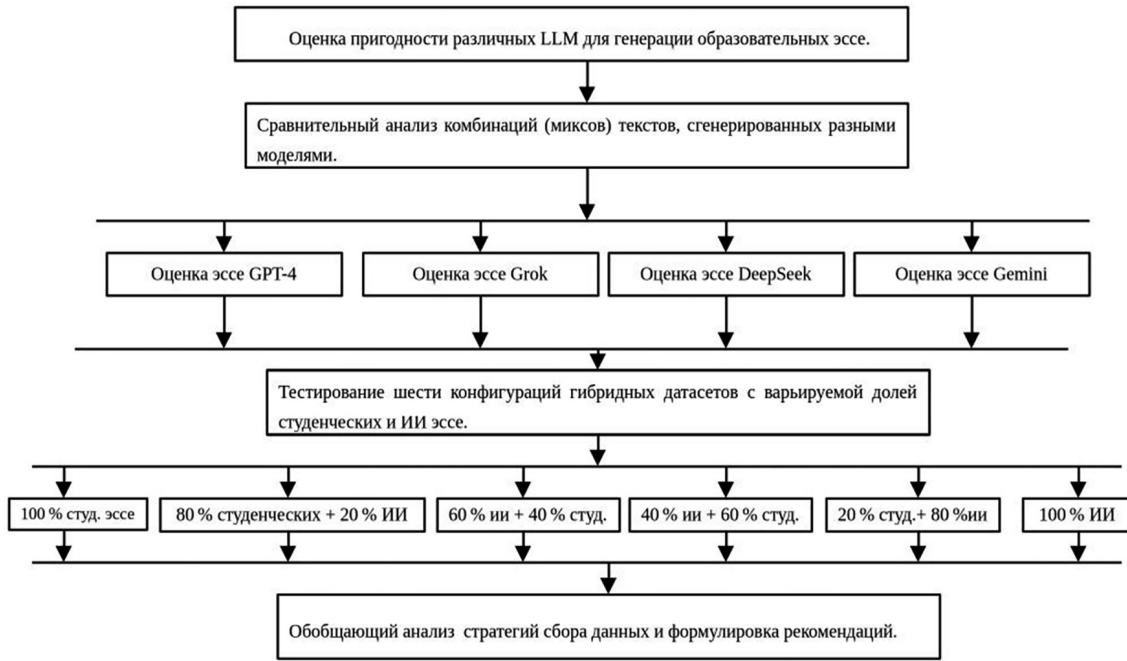 Оценка пригодности различных LLM для генерации образовательных эссе.
Сравнительный анализ комбинаций (миксов) текстов, сгенерированных разными
моделями.
Оценка эссе GPT-4
Оценка эссе Grok
Оценка эссе DeepSeek
Оценка эссе Gemini
Тестирование шести конфигураций гибридных датасетов с варьируемой долей
студенческих и ИИ эссе.
100 % студ. эссе
80 % студенческих + 20 % ИИ
60 % ии + 40 % студ.
40 % ии + 60 % студ.
20 % студ.+ 80 %ии
100 % ИИ
Обобщающий анализ стратегий сбора данных и формулировка рекомендаций.